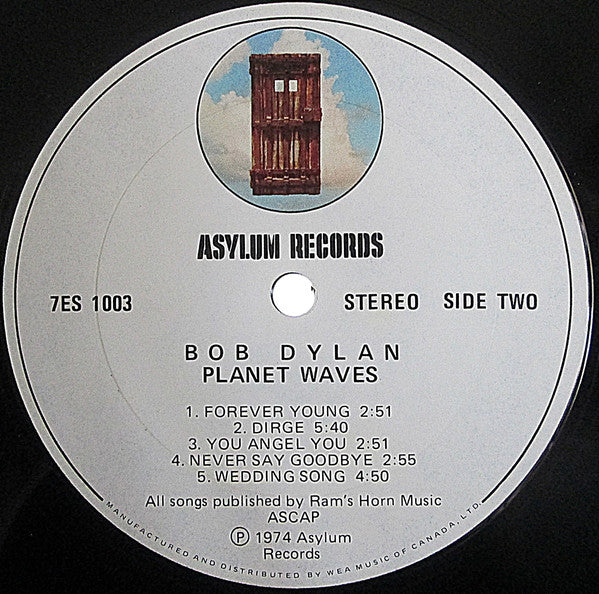 ASYLUM RECORDS
7ES 1003
STEREO SIDE TWO
BOB DYLAN
PLANET WAVES
1. FOREVER YOUNG 2:51
2. DIRGE 5:40
3. YOU ANGEL YOU 2:51
4. NEVER SAY GOODBYE 2:55
5. WEDDING SONG 4:50
All songs published by Ram's Horn Music
ASCAP
Ⓟ 1974 Asylum
Records
MANUFACTURED AND DISTRIBUTED BY WEA MUSIC OF CANADA, LTD.